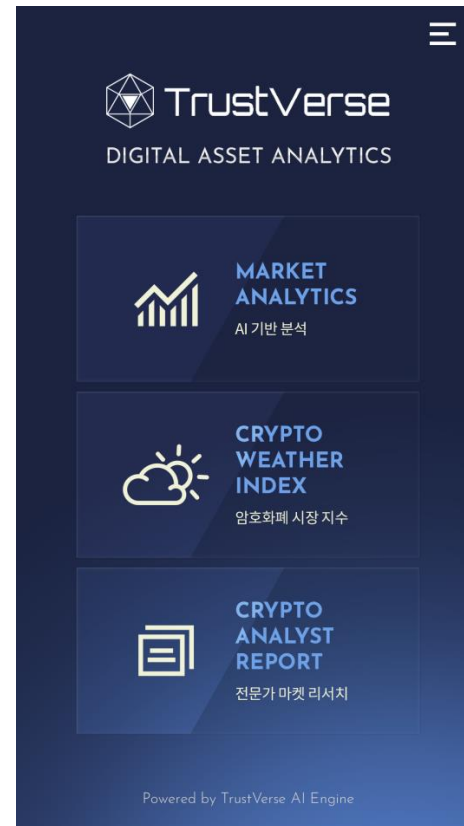 TrustVerse
DIGITAL ASSET ANALYTICS
MARKET
ANALYTICS
AI 기반 분석
CRYPTO
WEATHER
INDEX
암호화폐 시장 지수
CRYPTO
ANALYST
REPORT
전문가 마켓 리서치
Powered by TrustVerse AI Engine